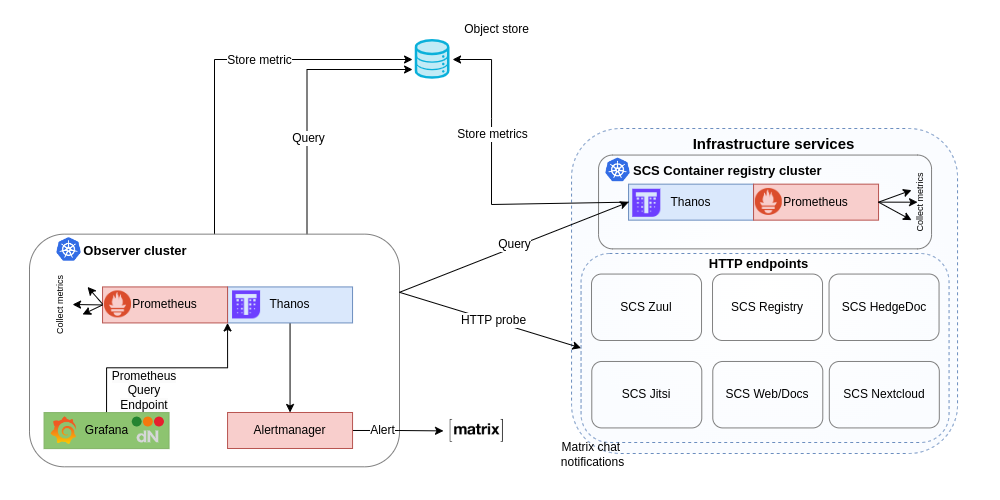 Object store
Store metric
Query
Store metrics
Infrastructure services
SCS Container registry cluster
Thanos
Prometheus
Collect metrics
Query
HTTP probe
HTTP endpoints
SCS Zuul
SCS Registry
SCS HedgeDoc
SCS Jitsi
SCS Web/Docs
SCS Nextcloud
Matrix chat
notifications
Observer cluster
Collect metrics
Prometheus
Thanos
Prometheus
Query
Endpoint
Grafana
dN
Alertmanager
Alert
[matrix]